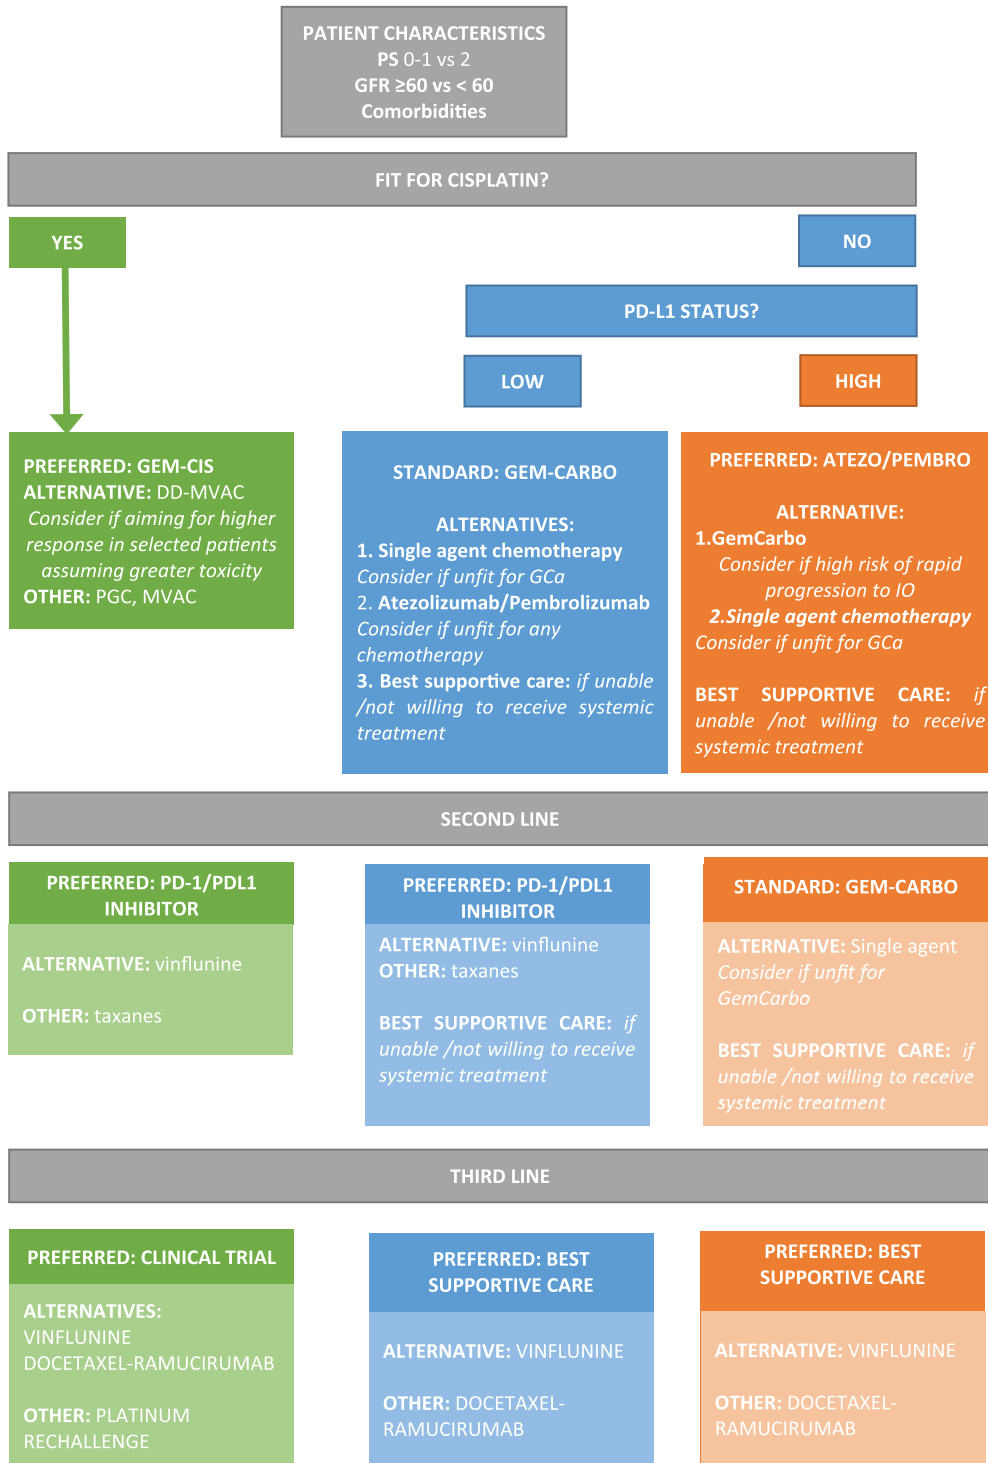 PATIENT CHARACTERISTICS
PS 0-1 vs 2
GFR ≥60 vs < 60
Comorbidities
FIT FOR CISPLATIN?
YES
NO
PD-L1 STATUS?
LOW
HIGH
PREFERRED: GEM-CIS
ALTERNATIVE: DD-MVAC
Consider if aiming for higher
response in selected patients
assuming greater toxicity
OTHER: PGC, MVAC
STANDARD: GEM-CARBO
ALTERNATIVES:
1. Single agent chemotherapy
Consider if unfit for GCa
2. Atezolizumab/Pembrolizumab
Consider if unfit for any
chemotherapy
3. Best supportive care: if unable
/not willing to receive systemic
treatment
PREFERRED: ATEZO/PEMBRO
ALTERNATIVE:
1.GemCarbo
Consider if high risk of rapid
progression to IO
2.Single agent chemotherapy
Consider if unfit for GCa
BEST SUPPORTIVE CARE: if
unable /not willing to receive
systemic treatment
SECOND LINE
PREFERRED: PD-1/PDL1
INHIBITOR
ALTERNATIVE: vinflunine
OTHER: taxanes
PREFERRED: PD-1/PDL1
INHIBITOR
ALTERNATIVE: vinflunine
OTHER: taxanes
BEST SUPPORTIVE CARE: if
unable /not willing to receive
systemic treatment
STANDARD: GEM-CARBO
ALTERNATIVE: Single agent
Consider if unfit for
GemCarbo
BEST SUPPORTIVE CARE: if
unable /not willing to receive
systemic treatment
THIRD LINE
PREFERRED: CLINICAL TRIAL
ALTERNATIVES:
VINFLUNINE
DOCETAXEL-RAMUCIRUMAB
OTHER: PLATINUM
RECHALLENGE
PREFERRED: BEST
SUPPORTIVE CARE
ALTERNATIVE: VINFLUNINE
OTHER: DOCETAXEL-
RAMUCIRUMAB
PREFERRED: BEST
SUPPORTIVE CARE
ALTERNATIVE: VINFLUNINE
OTHER: DOCETAXEL-
RAMUCIRUMAB